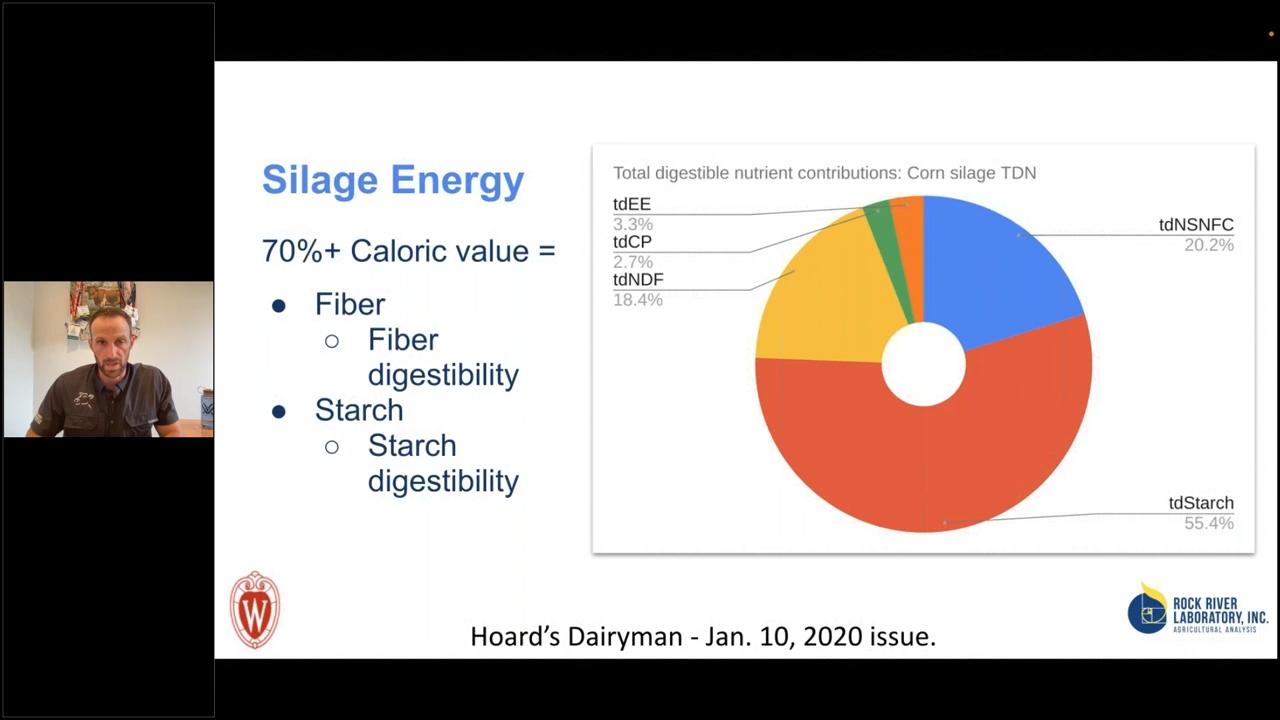 Silage Energy
70%+ Caloric value =
● Fiber
○ Fiber
digestibility
● Starch
○ Starch
digestibility
Total digestible nutrient contributions: Corn silage TDN
tdEE
3.3%
tdCP
2.7%
tdNDF
18.4%
tdNSNFC
20.2%
tdStarch
55.4%
W
Hoard’s Dairyman - Jan. 10, 2020 issue.
ROCK RIVER
LABORATORY, INC.
AGRICULTURAL ANALYSIS